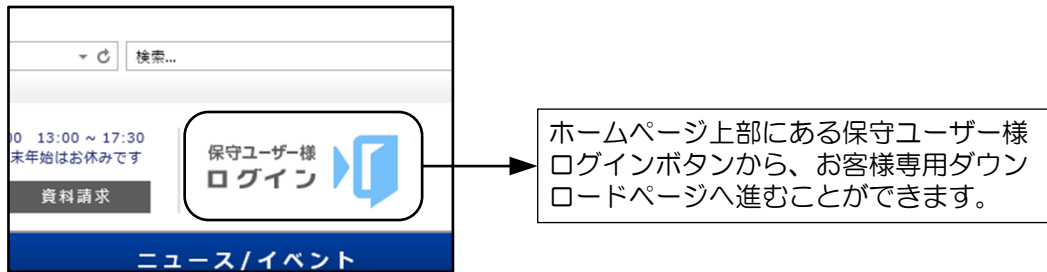 検索...
00 13:00 ~ 17:30
末年始はお休みです
資料請求
保守ユーザー様
ログイン
ニュース/イベント
ホームページ上部にある保守ユーザー様
ログインボタンから、お客様専用ダウン
ロードページへ進むことができます。